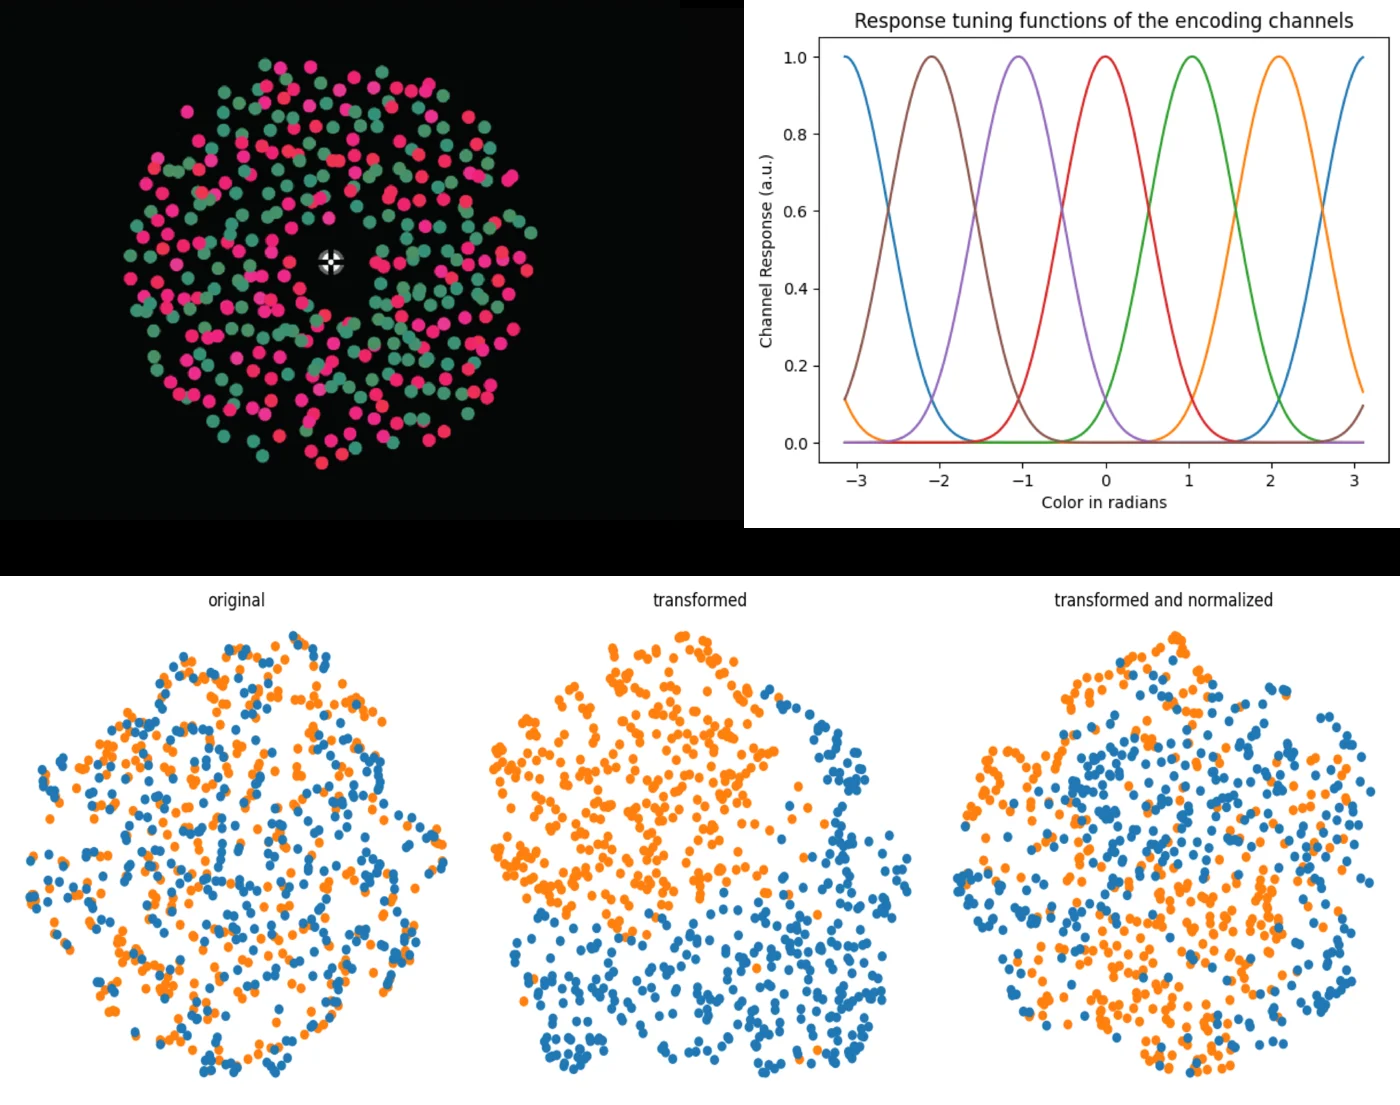 Response tuning functions of the encoding channels
1.0
0.8
0.6
0.4
0.2
0.0
Channel Response (a.u.)
−3
−2
−1
0
1
2
3
Color in radians
original
transformed
transformed and normalized